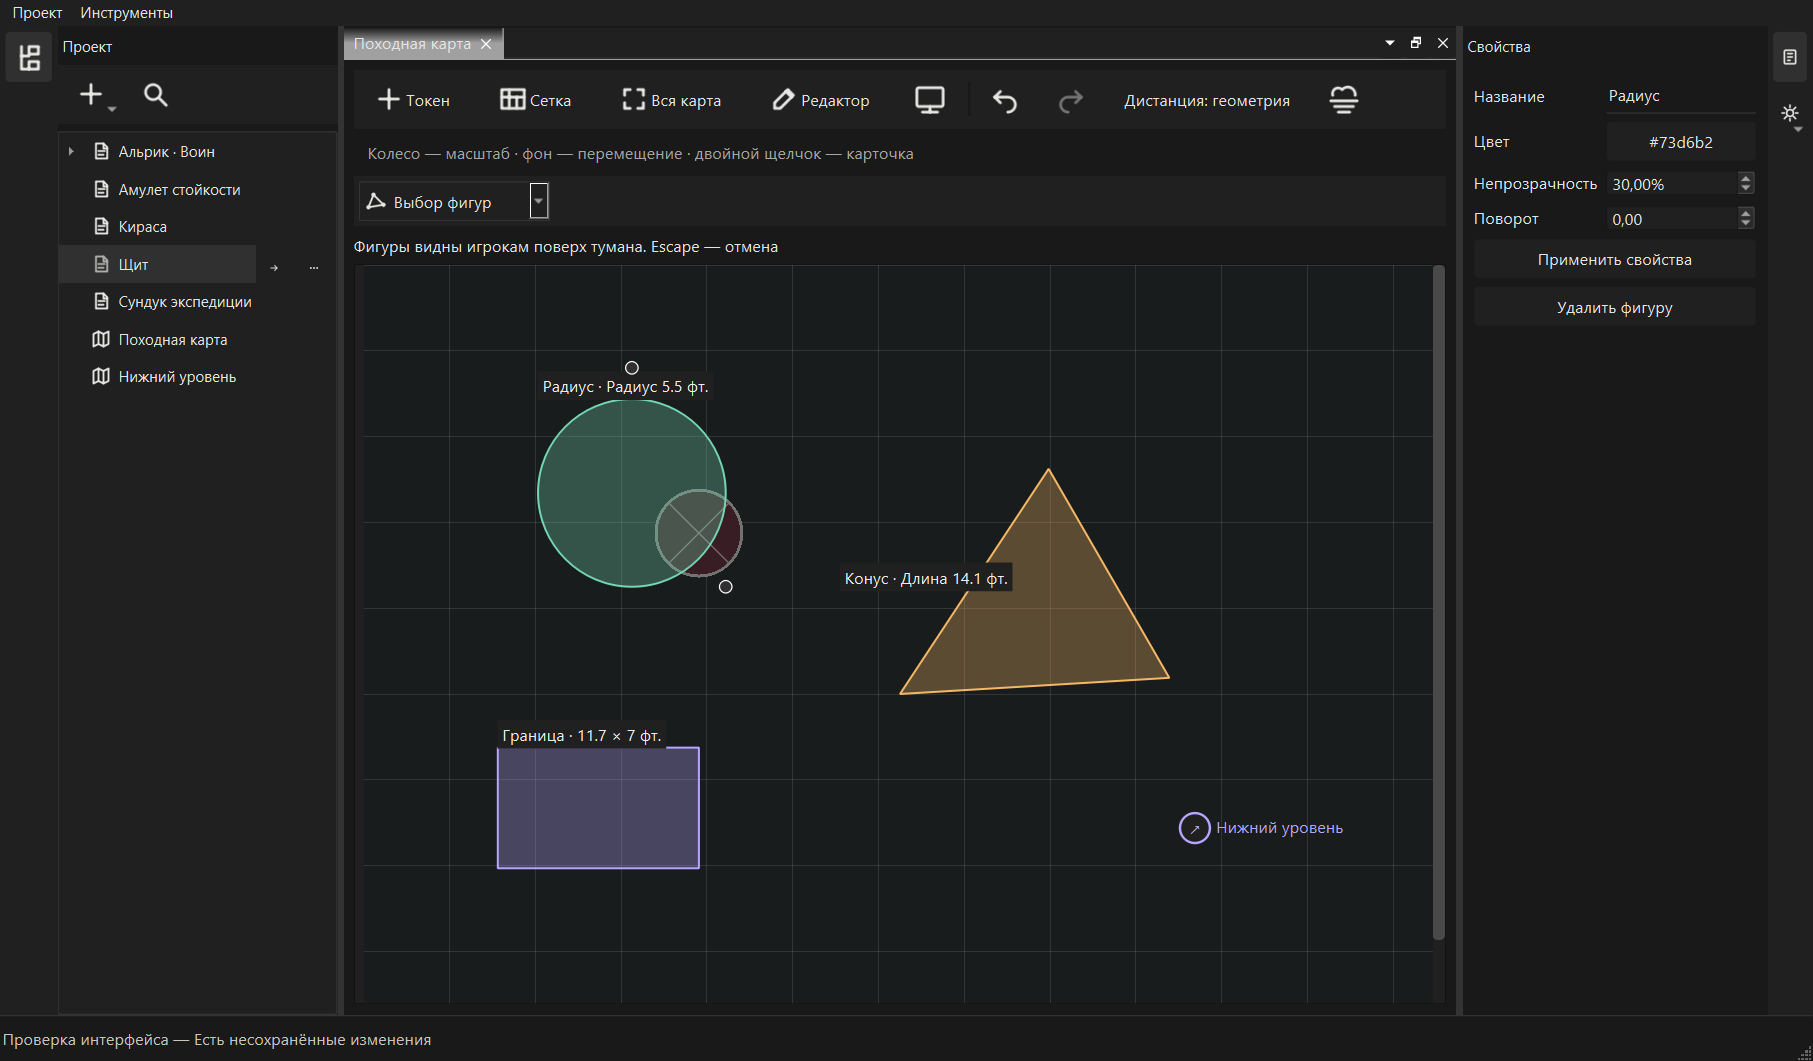 Проект Инструменты
Проект
Альрик · Воин
Амулет стойкости
Кираса
Щит → ...
Сундук экспедиции
Походная карта
Нижний уровень
Походная карта
Токен Сетка Вся карта Редактор Дистанция: геометрия
Колесо — масштаб · фон — перемещение · двойной щелчок — карточка
Выбор фигур
Фигуры видны игрокам поверх тумана. Escape — отмена
Радиус · Радиус 5.5 фт.
Конус · Длина 14.1 фт.
Граница · 11.7 × 7 фт.
Нижний уровень
Свойства
Название Радиус
Цвет #73d6b2
Непрозрачность 30,00%
Поворот 0,00
Применить свойства
Удалить фигуру
Проверка интерфейса — Есть несохранённые изменения